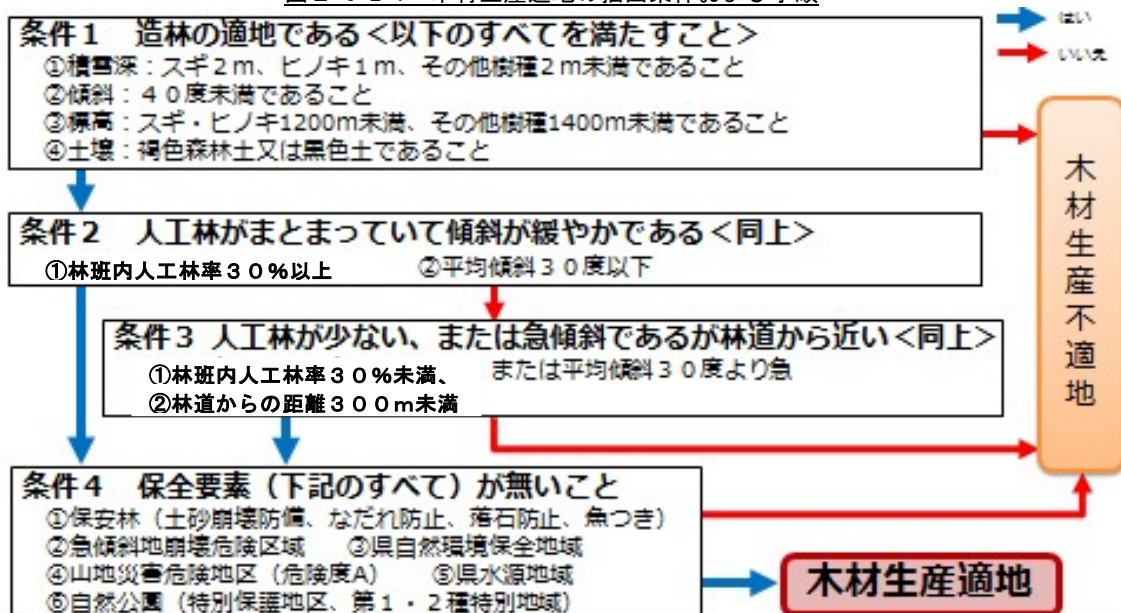 はい
いいえ
条件１　造林の適地である＜以下のすべてを満たすこと＞
①積雪深：スギ２ｍ、ヒノキ１ｍ、その他樹種２ｍ未満であること
②傾斜：４０度未満であること
③標高：スギ・ヒノキ1200m未満、その他樹種1400m未満であること
④土壌：褐色森林土又は黒色土であること
条件２　人工林がまとまっていて傾斜が緩やかである＜同上＞
①林班内人工林率３０％以上　②平均傾斜３０度以下
条件３ 人工林が少ない、または急傾斜であるが林道から近い＜同上＞
①林班内人工林率３０％未満、 または平均傾斜３０度より急
②林道からの距離３００ｍ未満
条件４　保全要素（下記のすべて）が無いこと
①保安林（土砂崩壊防備、なだれ防止、落石防止、魚つき）
②急傾斜地崩壊危険区域　③県自然環境保全地域
④山地災害危険地区（危険度A）　⑤県水源地域
⑥自然公園（特別保護地区、第１・２種特別地域）
木材生産不適地
木材生産適地